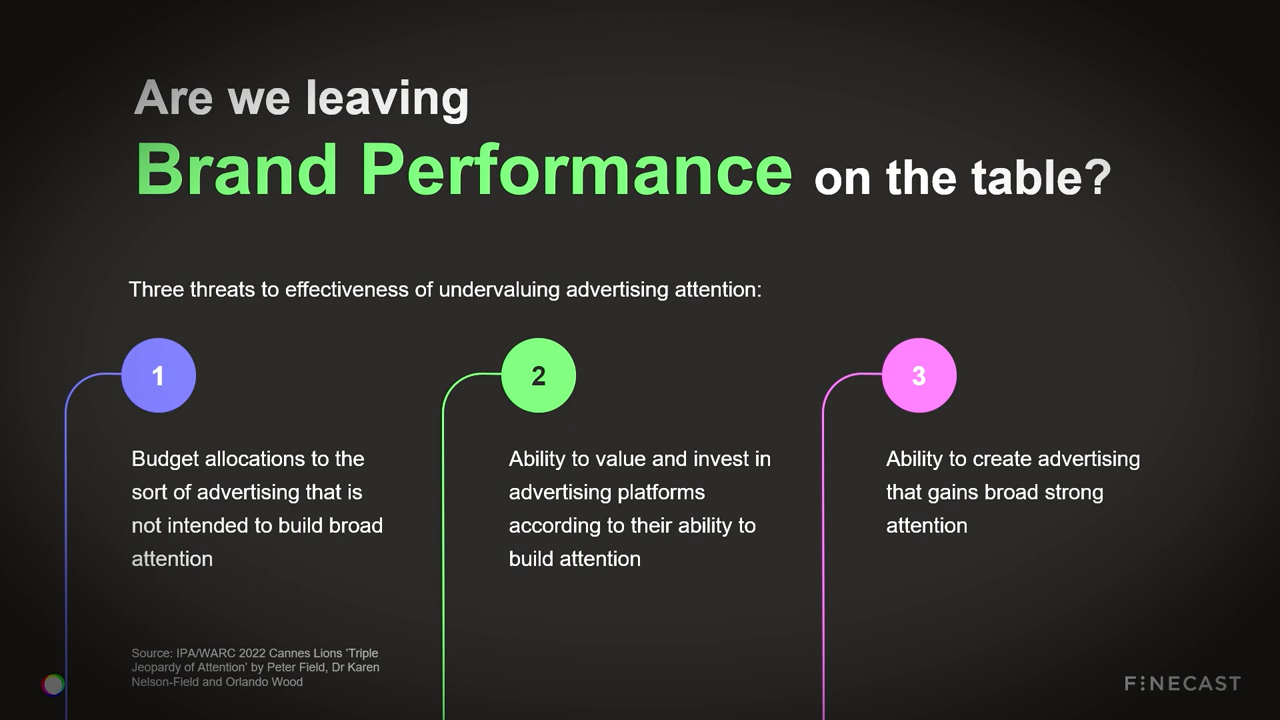 Are we leaving
Brand Performance on the table?
Three threats to effectiveness of undervaluing advertising attention:
1
Budget allocations to the
sort of advertising that is
not intended to build broad
attention
2
Ability to value and invest in
advertising platforms
according to their ability to
build attention
3
Ability to create advertising
that gains broad strong
attention
Source: IPA/WARC 2022 Cannes Lions 'Triple
Jeopardy of Attention' by Peter Field, Dr Karen
Nelson-Field and Orlando Wood
FINECAST